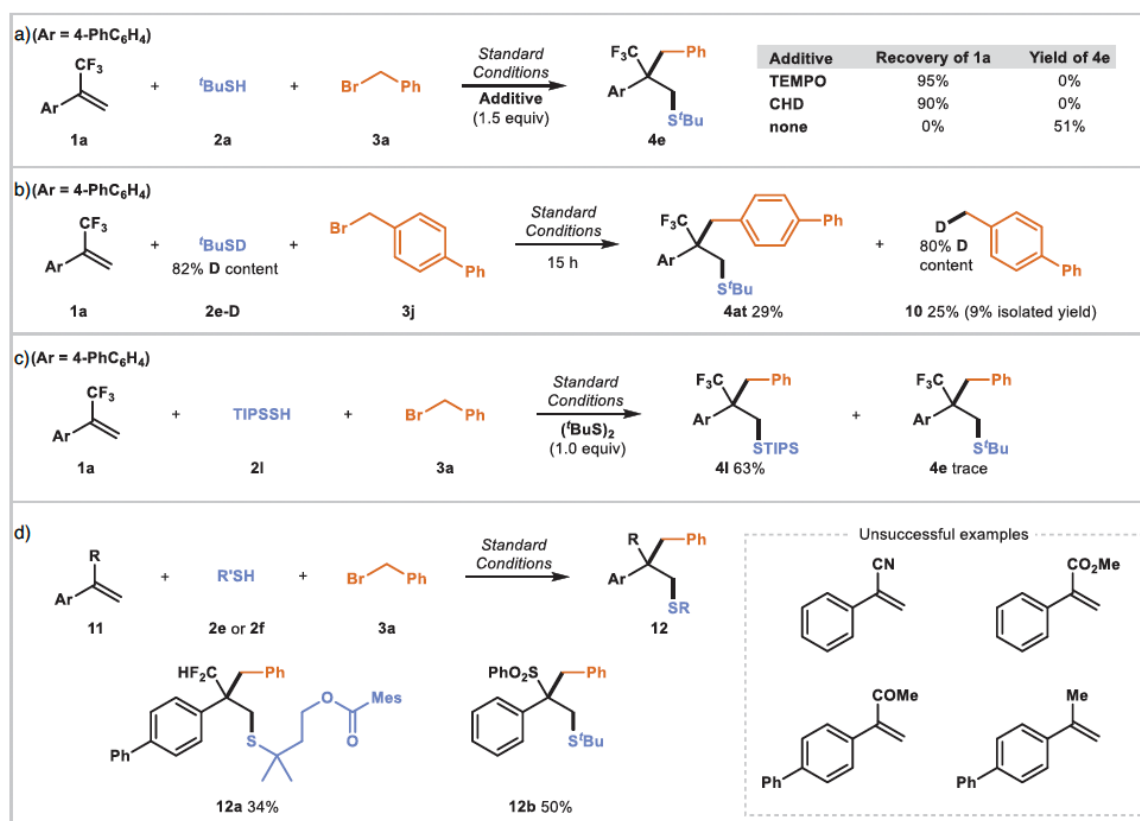 a)(Ar = 4-PhC6H4)
CF3
Ar
1a
+
tBuSH
2a
+
Br
Ph
3a
Standard
Conditions
Additive
(1.5 equiv)
F3C
Ph
Ar
StBu
4e
Additive Recovery of 1a Yield of 4e
TEMPO 95% 0%
CHD 90% 0%
none 0% 51%
b)(Ar = 4-PhC6H4)
CF3
Ar
1a
+
tBuSD
82% D content
2e-D
+
Br
Ph
3j
Standard
Conditions
15 h
F3C
Ph
Ar
StBu
4at 29%
+
D
80% D
content
Ph
10 25% (9% isolated yield)
c)(Ar = 4-PhC6H4)
CF3
Ar
1a
+
TIPSSH
2l
+
Br
Ph
3a
Standard
Conditions
(tBuS)2
(1.0 equiv)
F3C
Ph
Ar
STIPS
4l 63%
+
F3C
Ph
Ar
StBu
4e trace
d)
R
Ar
11
+
R'SH
2e or 2f
+
Br
Ph
3a
Standard
Conditions
R
Ph
Ar
SR
12
HF2C
Ph
O
Mes
O
S
Ph
12a 34%
PhO2S
Ph
StBu
12b 50%
Unsuccessful examples
CN
CO2Me
COMe
Ph
Me
Ph